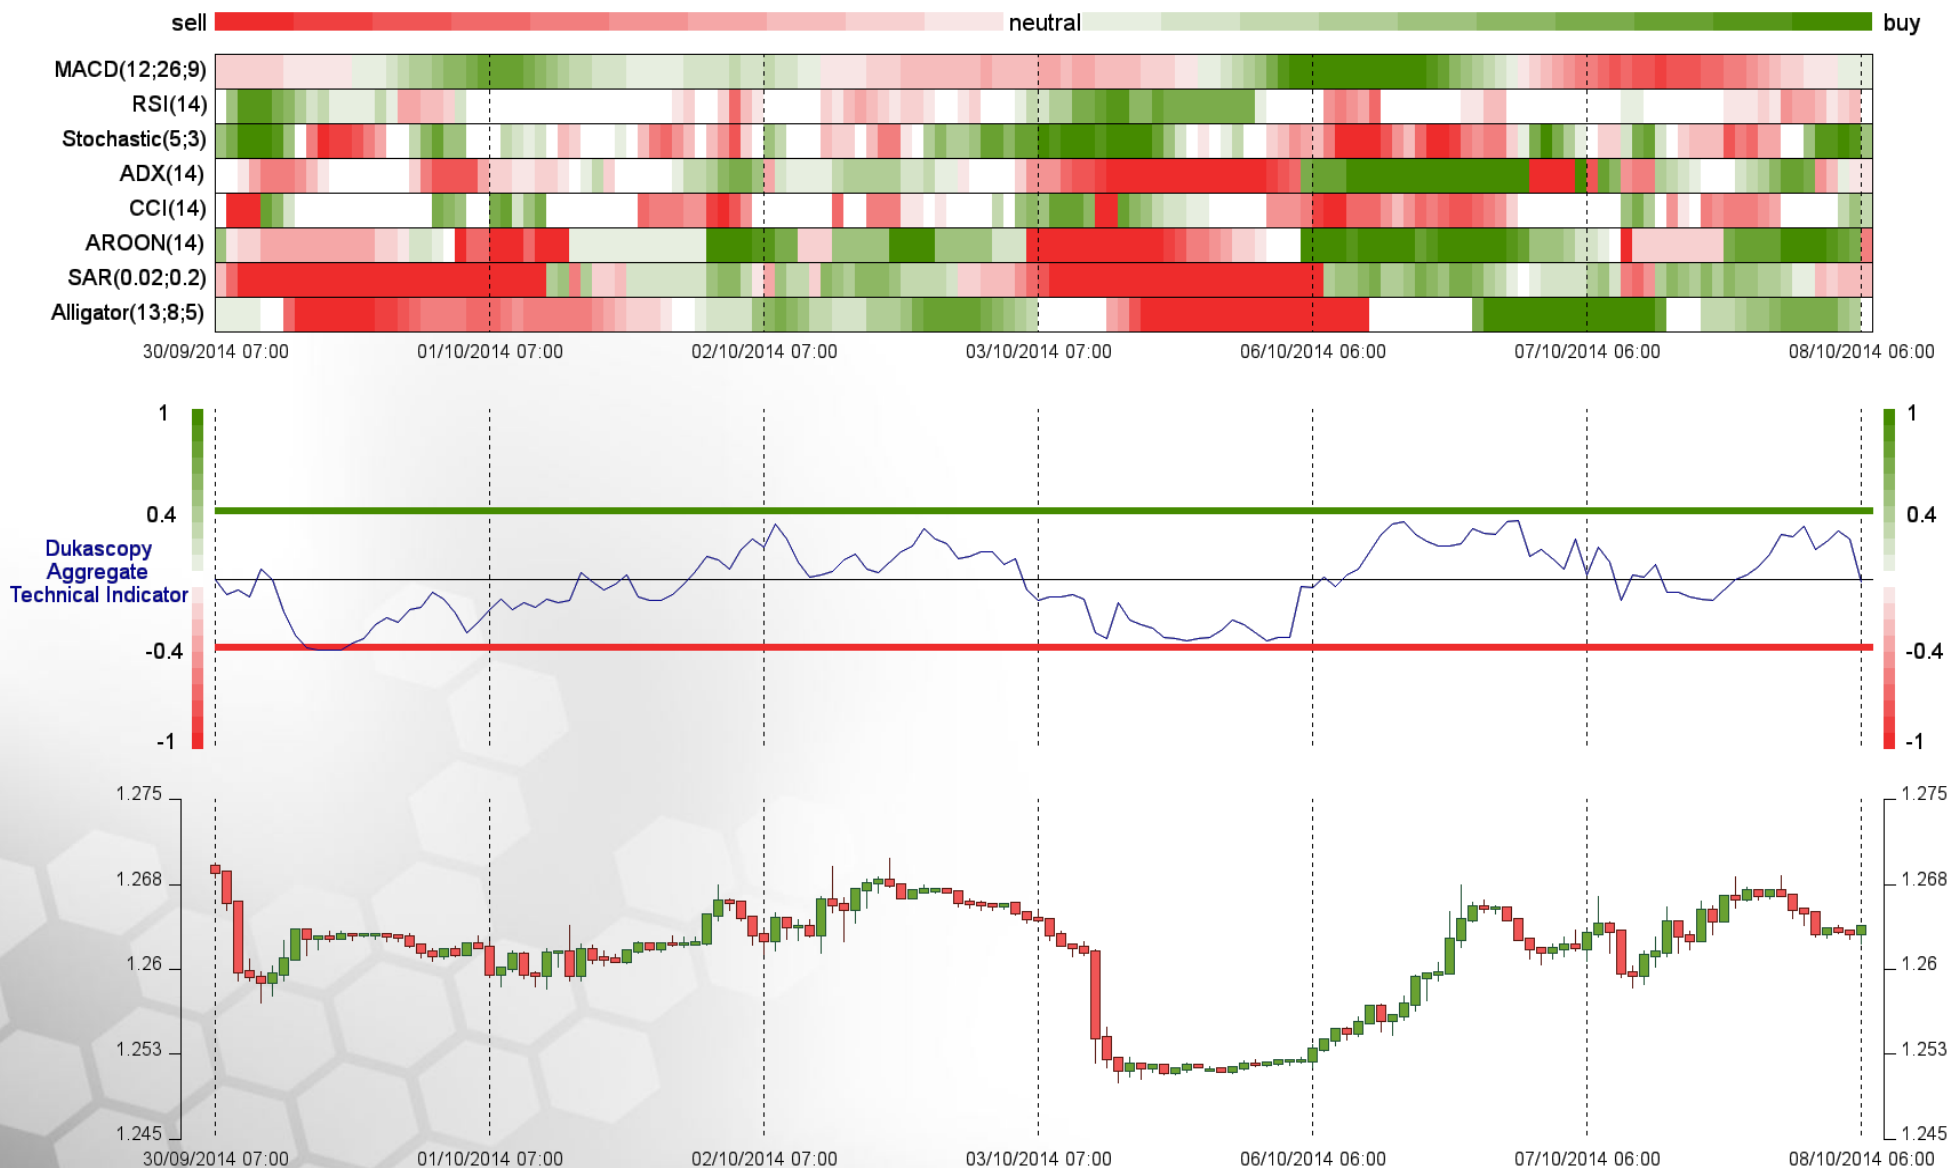 sell neutral buy
MACD(12;26;9)
RSI(14)
Stochastic(5;3)
ADX(14)
CCI(14)
AROON(14)
SAR(0.02;0.2)
Alligator(13;8;5)
30/09/2014 07:00 01/10/2014 07:00 02/10/2014 07:00 03/10/2014 07:00 06/10/2014 06:00 07/10/2014 06:00 08/10/2014 06:00
1 1
0.4 0.4
Dukascopy
Aggregate
Technical Indicator
-0.4 -0.4
-1 -1
1.275 1.275
1.268 1.268
1.26 1.26
1.253 1.253
1.245 1.245
30/09/2014 07:00 01/10/2014 07:00 02/10/2014 07:00 03/10/2014 07:00 06/10/2014 06:00 07/10/2014 06:00 08/10/2014 06:00